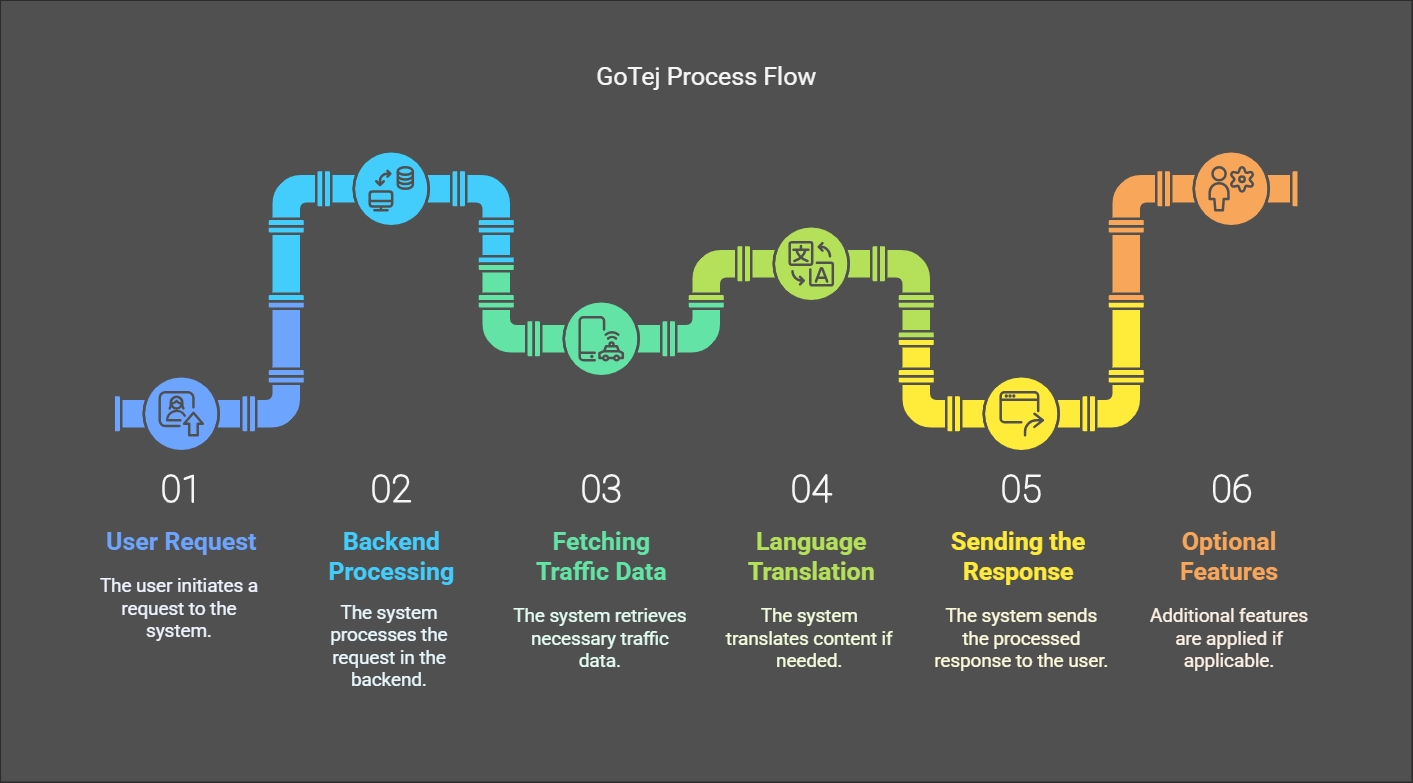 GoTej Process Flow
文
A
01
User Request
The user initiates a
request to the
system.
02
Backend
Processing
The system
processes the
request in the
backend.
03
Fetching
Traffic Data
The system retrieves
necessary traffic
data.
04
Language
Translation
The system
translates content if
needed.
05
Sending the
Response
The system sends
the processed
response to the user.
06
Optional
Features
Additional features
are applied if
applicable.